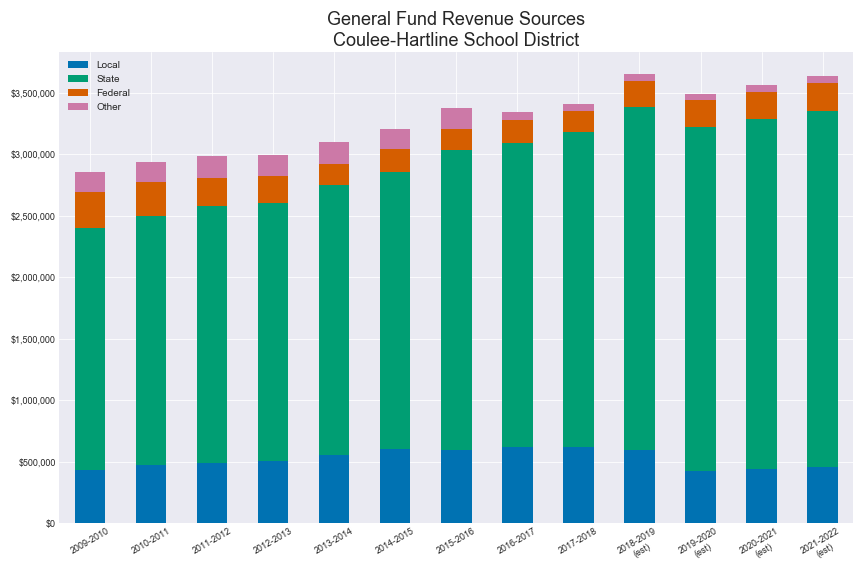 General Fund Revenue Sources
Coulee-Hartline School District
Local
State
Federal
Other
$3,500,000
$3,000,000
$2,500,000
$2,000,000
$1,500,000
$1,000,000
$500,000
$0
2009-2010
2010-2011
2011-2012
2012-2013
2013-2014
2014-2015
2015-2016
2016-2017
2017-2018
2018-2019
(est)
2019-2020
(est)
2020-2021
(est)
2021-2022
(est)